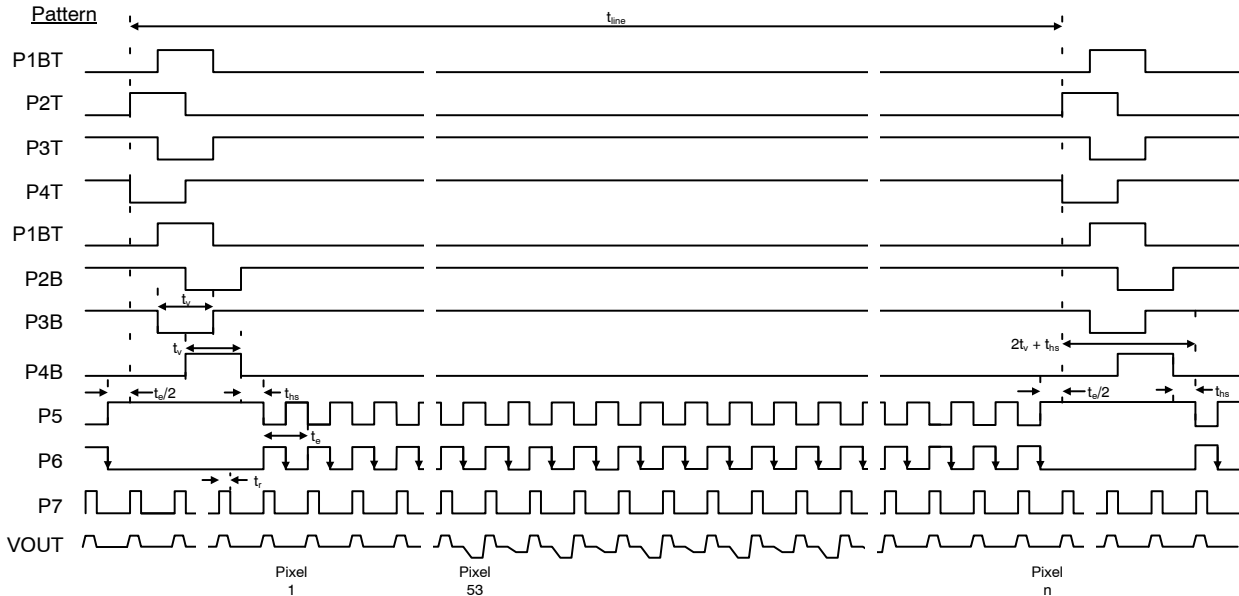 Pattern
t_line
P1BT
P2T
P3T
P4T
P1BT
P2B
t_v
P3B
t_v
2t_v + t_hs
P4B
t_e/2
t_hs
t_e/2
t_hs
P5
t_e
P6
t_r
P7
VOUT
Pixel
1
Pixel
53
Pixel
n